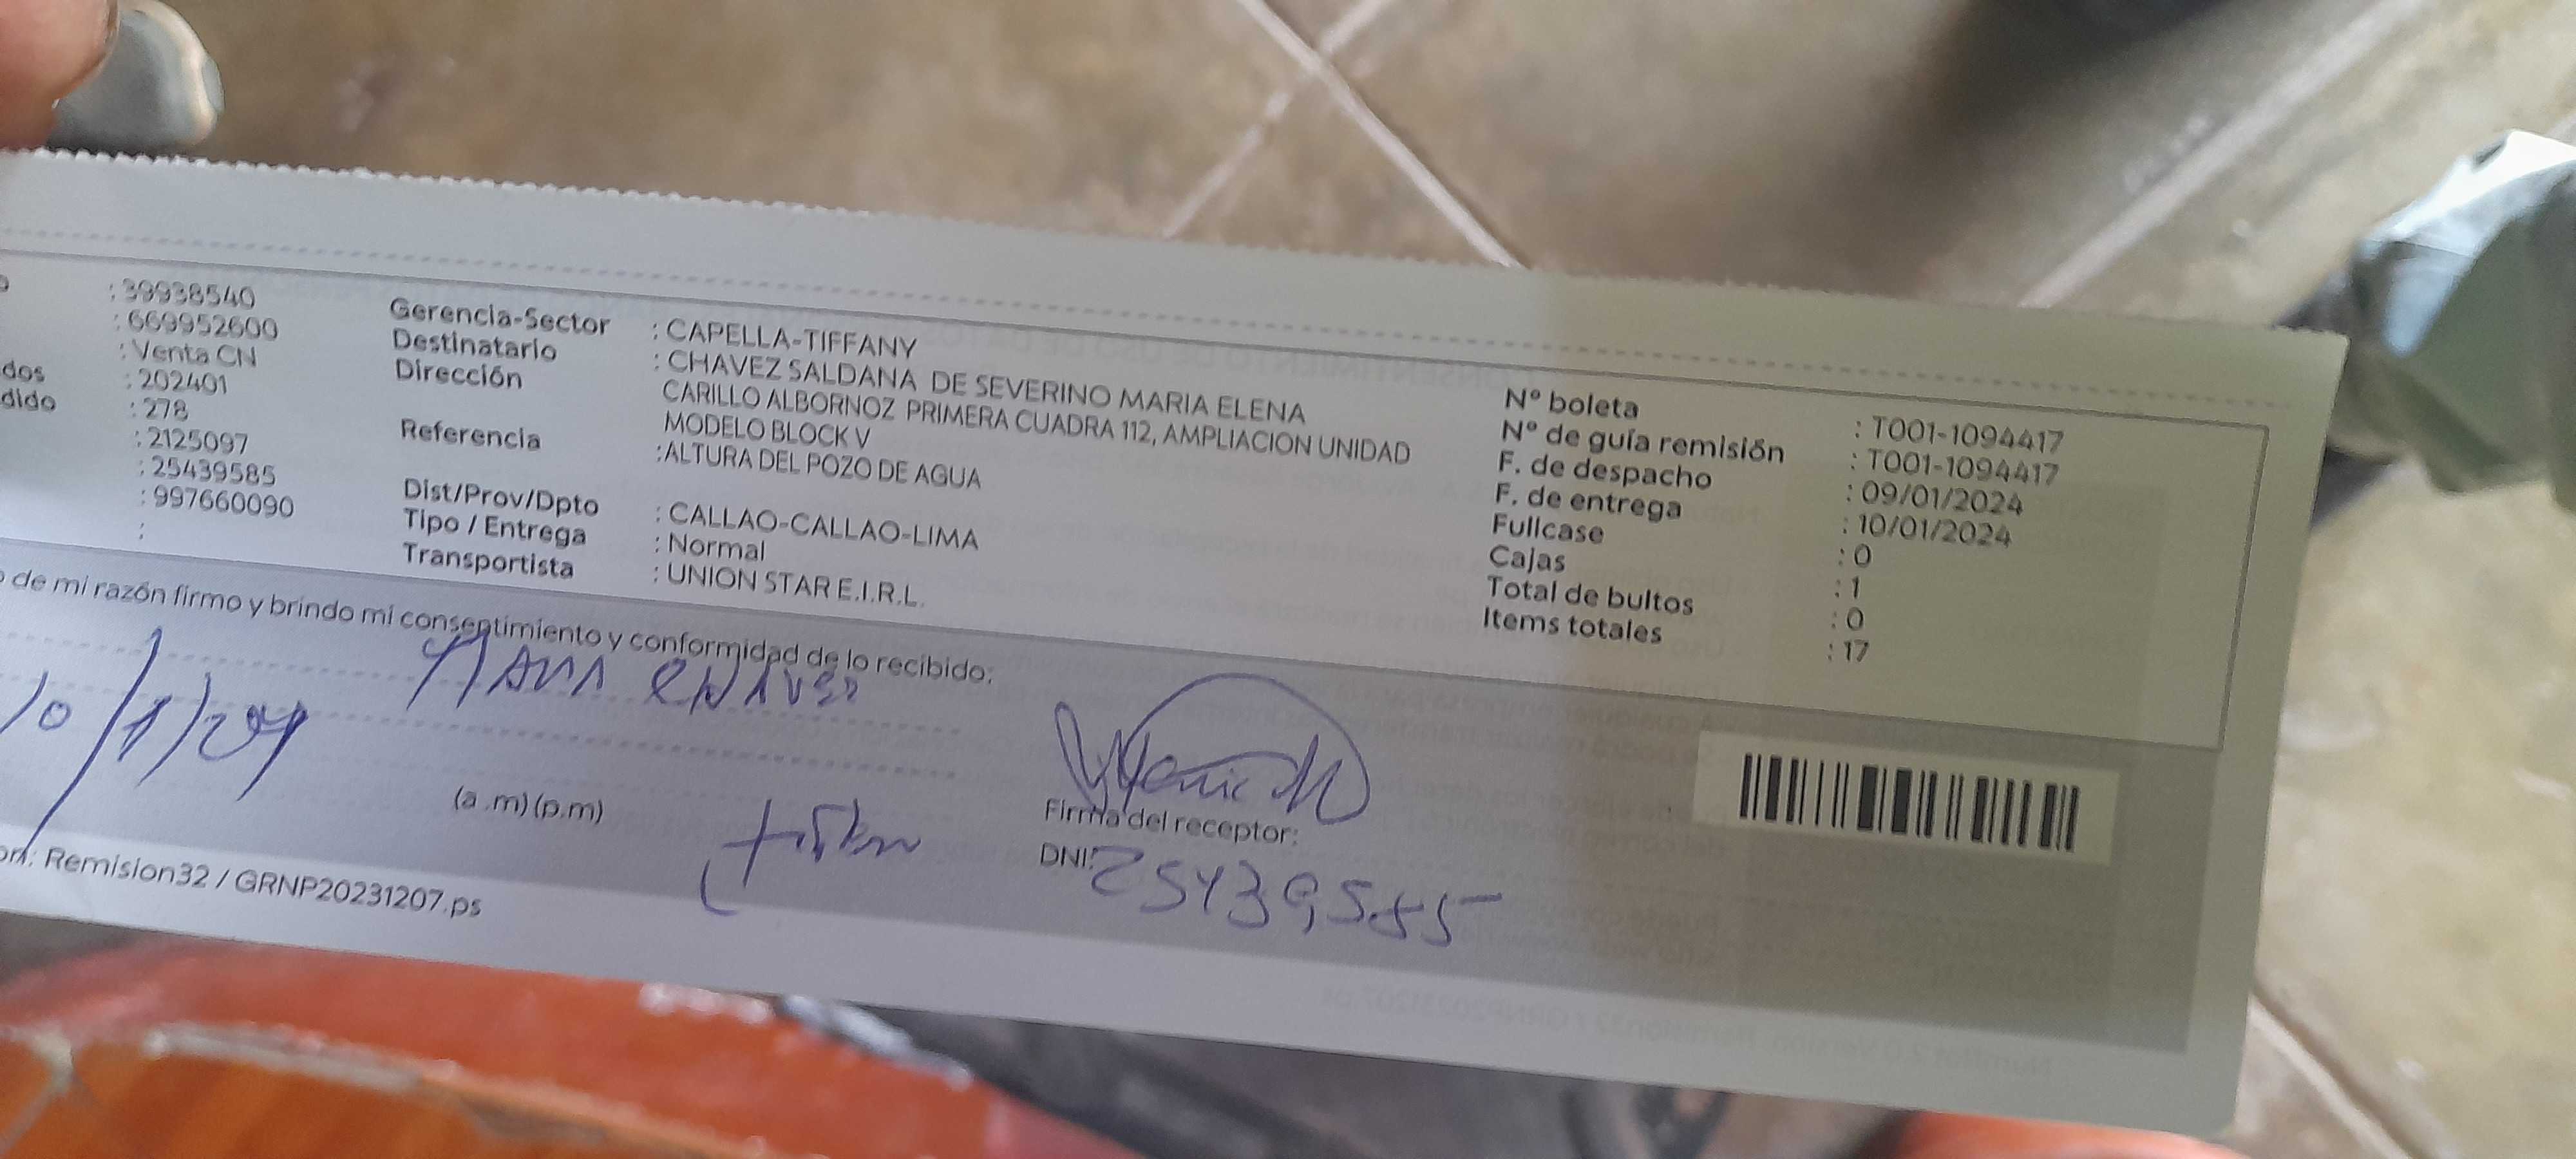 : 39938540
: 669952600
: Venta CN
dos : 202401
dido : 278
: 2125097
: 25439585
: 997660090
:
Gerencia-Sector : CAPELLA-TIFFANY
Destinatario : CHAVEZ SALDANA DE SEVERINO MARIA ELENA
Dirección CARILLO ALBORNOZ PRIMERA CUADRA 112, AMPLIACION UNIDAD
MODELO BLOCK V
Referencia : ALTURA DEL POZO DE AGUA
Dist/Prov/Dpto : CALLAO-CALLAO-LIMA
Tipo / Entrega : Normal
Transportista : UNION STAR E.I.R.L.
Nº boleta : T001-1094417
Nº de guía remisión : T001-1094417
F. de despacho : 09/01/2024
F. de entrega : 10/01/2024
Fullcase : 0
Cajas : 1
Total de bultos : 0
Items totales : 17
de mi razón firmo y brindo mi consentimiento y conformidad de lo recibido;
10/1/24
(a .m) (p.m)
Firma del receptor:
DNI: 25439585
Remision32 / GRNP20231207.ps